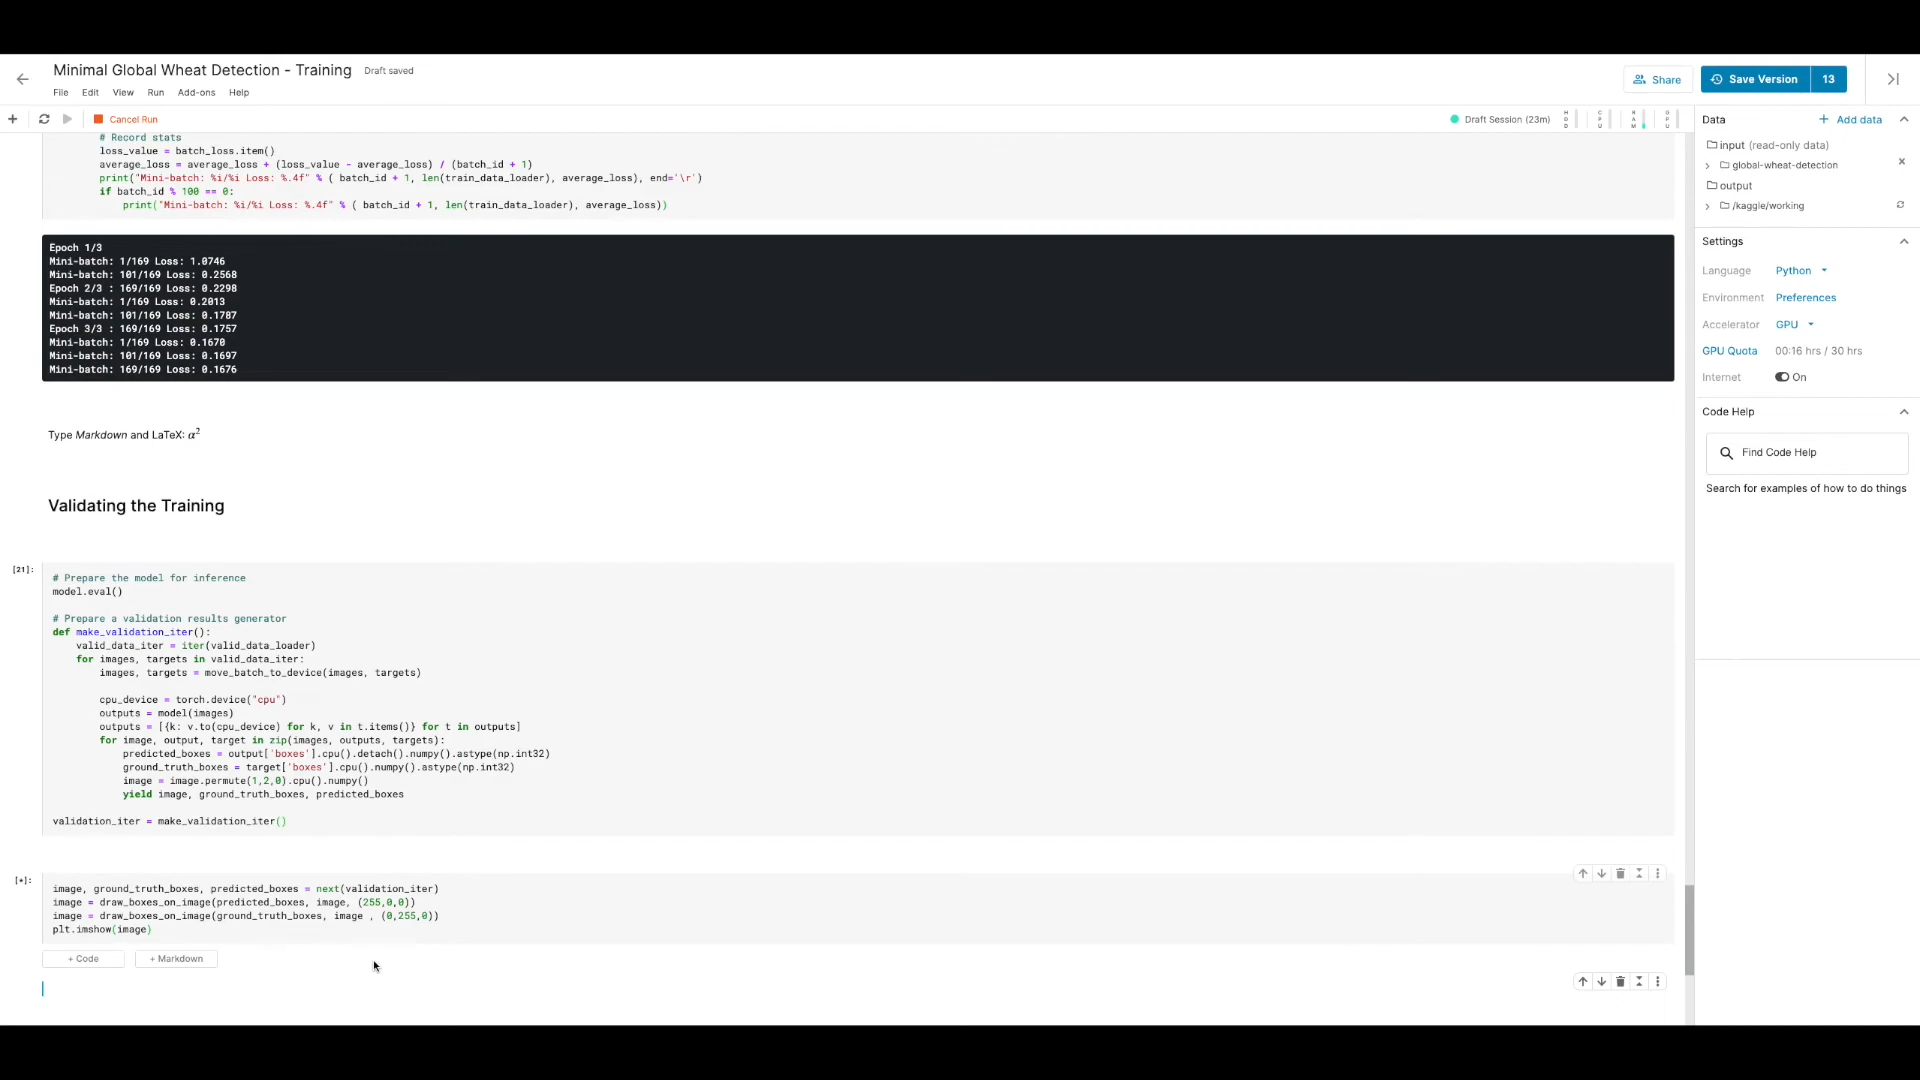 Minimal Global Wheat Detection - Training Draft saved
File Edit View Run Add-ons Help
Share
Save Version 13
Cancel Run
Draft Session (23m)
HDD
CPU
RAM
GPU
# Record stats
loss_value = batch_loss.item()
average_loss = average_loss + (loss_value - average_loss) / (batch_id + 1)
print("Mini-batch: %i/%i Loss: %.4f" % ( batch_id + 1, len(train_data_loader), average_loss), end='\r')
if batch_id % 100 == 0:
print("Mini-batch: %i/%i Loss: %.4f" % ( batch_id + 1, len(train_data_loader), average_loss))
Epoch 1/3
Mini-batch: 1/169 Loss: 1.0746
Mini-batch: 101/169 Loss: 0.2568
Epoch 2/3 : 169/169 Loss: 0.2298
Mini-batch: 1/169 Loss: 0.2013
Mini-batch: 101/169 Loss: 0.1787
Epoch 3/3 : 169/169 Loss: 0.1757
Mini-batch: 1/169 Loss: 0.1670
Mini-batch: 101/169 Loss: 0.1697
Mini-batch: 169/169 Loss: 0.1676
Type Markdown and LaTeX: α²
Validating the Training
[21]:
# Prepare the model for inference
model.eval()
# Prepare a validation results generator
def make_validation_iter():
valid_data_iter = iter(valid_data_loader)
for images, targets in valid_data_iter:
images, targets = move_batch_to_device(images, targets)
cpu_device = torch.device("cpu")
outputs = model(images)
outputs = [{k: v.to(cpu_device) for k, v in t.items()} for t in outputs]
for image, output, target in zip(images, outputs, targets):
predicted_boxes = output['boxes'].cpu().detach().numpy().astype(np.int32)
ground_truth_boxes = target['boxes'].cpu().numpy().astype(np.int32)
image = image.permute(1,2,0).cpu().numpy()
yield image, ground_truth_boxes, predicted_boxes
validation_iter = make_validation_iter()
[*]:
image, ground_truth_boxes, predicted_boxes = next(validation_iter)
image = draw_boxes_on_image(predicted_boxes, image, (255,0,0))
image = draw_boxes_on_image(ground_truth_boxes, image , (0,255,0))
plt.imshow(image)
+ Code + Markdown
Data + Add data
input (read-only data)
global-wheat-detection
output
/kaggle/working
Settings
Language Python
Environment Preferences
Accelerator GPU
GPU Quota 00:16 hrs / 30 hrs
Internet On
Code Help
Find Code Help
Search for examples of how to do things